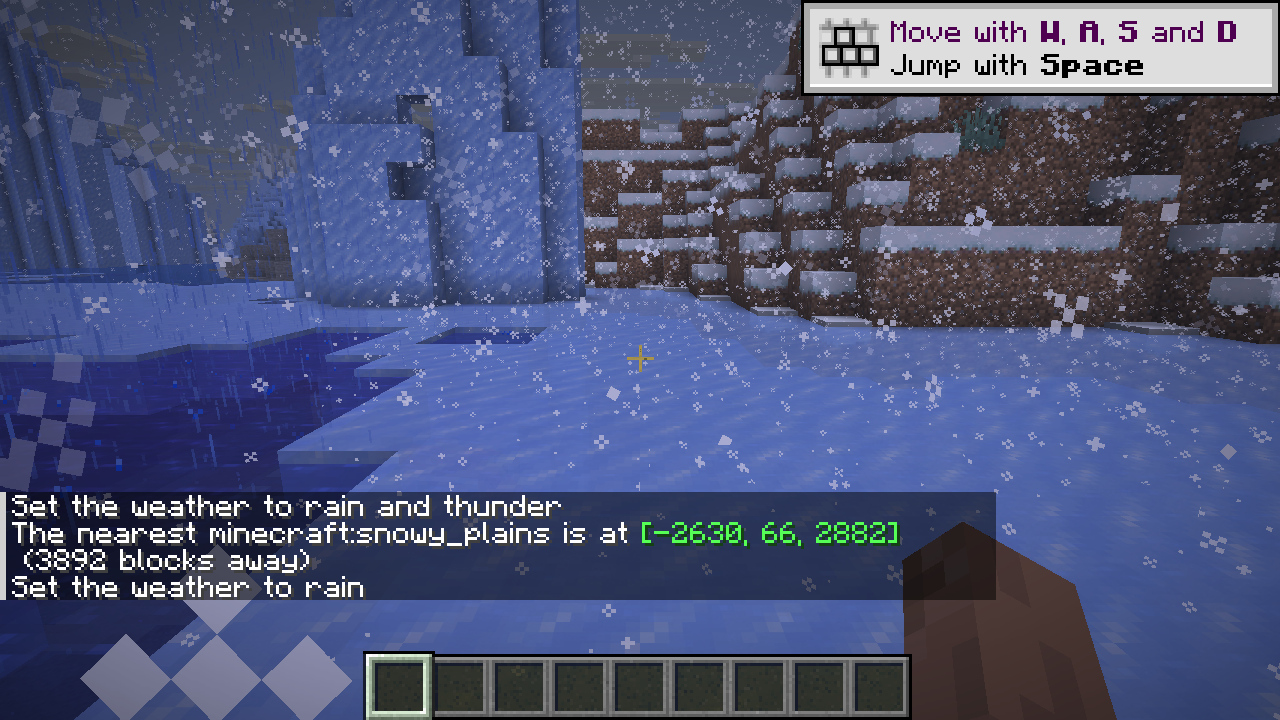 Move with W, A, S and D
Jump with Space
Set the weather to rain and thunder
The nearest minecraft:snowy_plains is at [-2630, 66, 2882]
(3892 blocks away)
Set the weather to rain